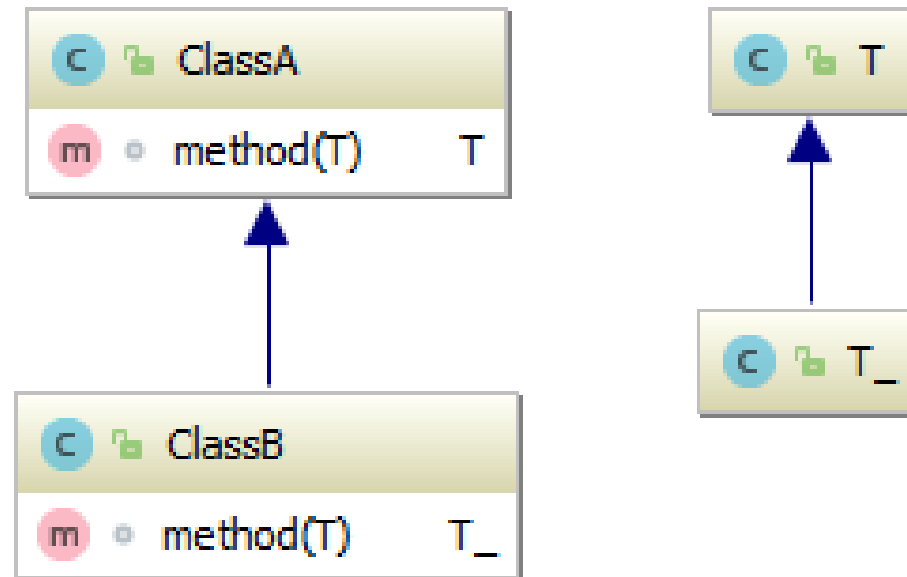 C ClassA
m method(T) T
C ClassB
m method(T) T_
C T
C T_